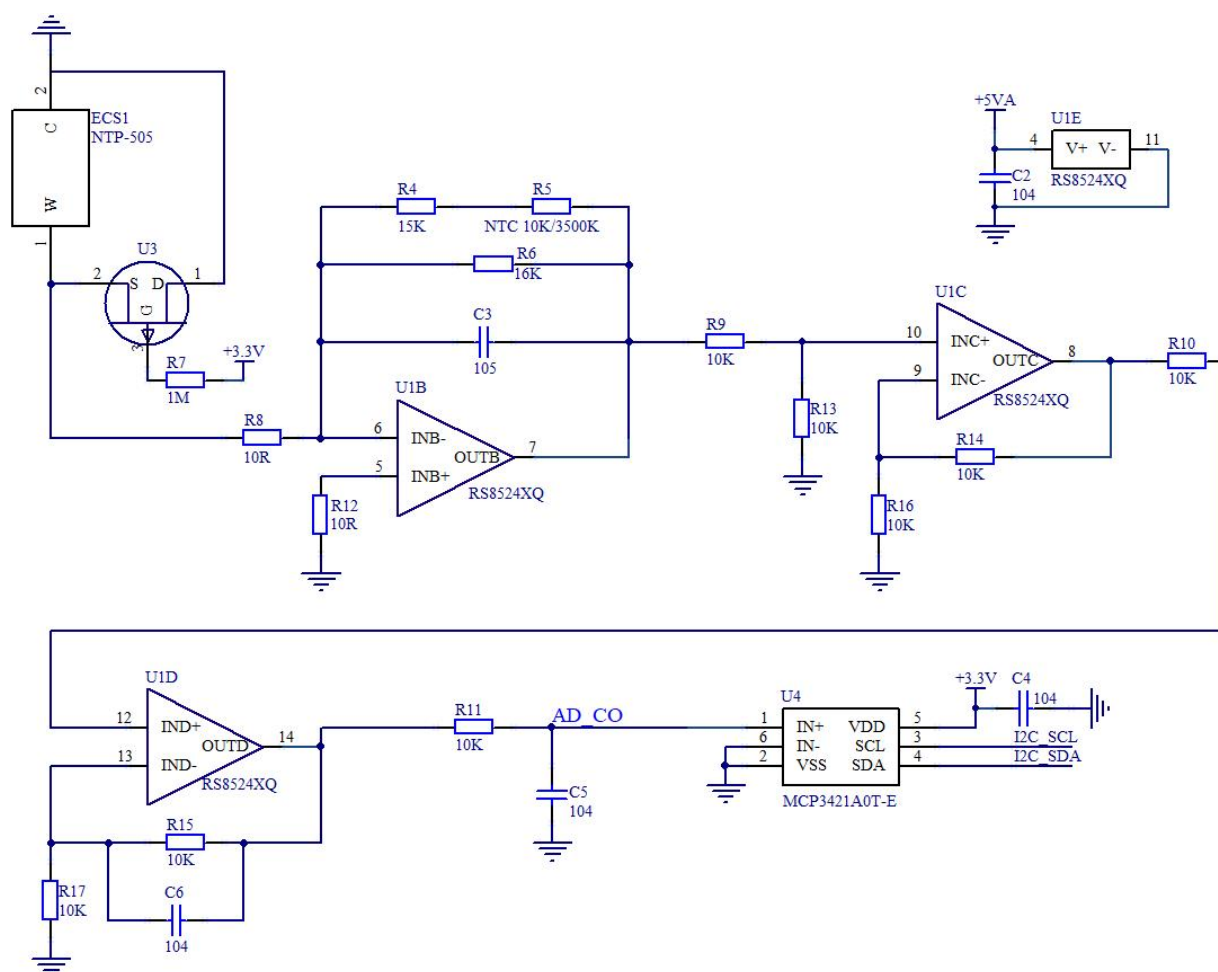 2
C
W
1
ECS1
NTP-505
U3
2
S
D
1
G
3
R7
1M
+3.3V
R8
10R
R4
15K
R5
NTC 10K/3500K
R6
16K
C3
105
U1B
6
INB-
5
INB+
OUTB
7
RS8524XQ
R12
10R
R9
10K
R13
10K
+5VA
U1E
4
V+ V-
11
C2
104
RS8524XQ
U1C
10
INC+
9
INC-
OUTC
8
RS8524XQ
R14
10K
R16
10K
R10
10K
U1D
12
IND+
13
IND-
OUTD
14
RS8524XQ
R15
10K
R17
10K
C6
104
R11
10K
AD_CO
C5
104
U4
1
IN+
VDD
5
6
IN-
SCL
3
2
VSS
SDA
4
MCP3421A0T-E
+3.3V
C4
104
I2C_SCL
I2C_SDA